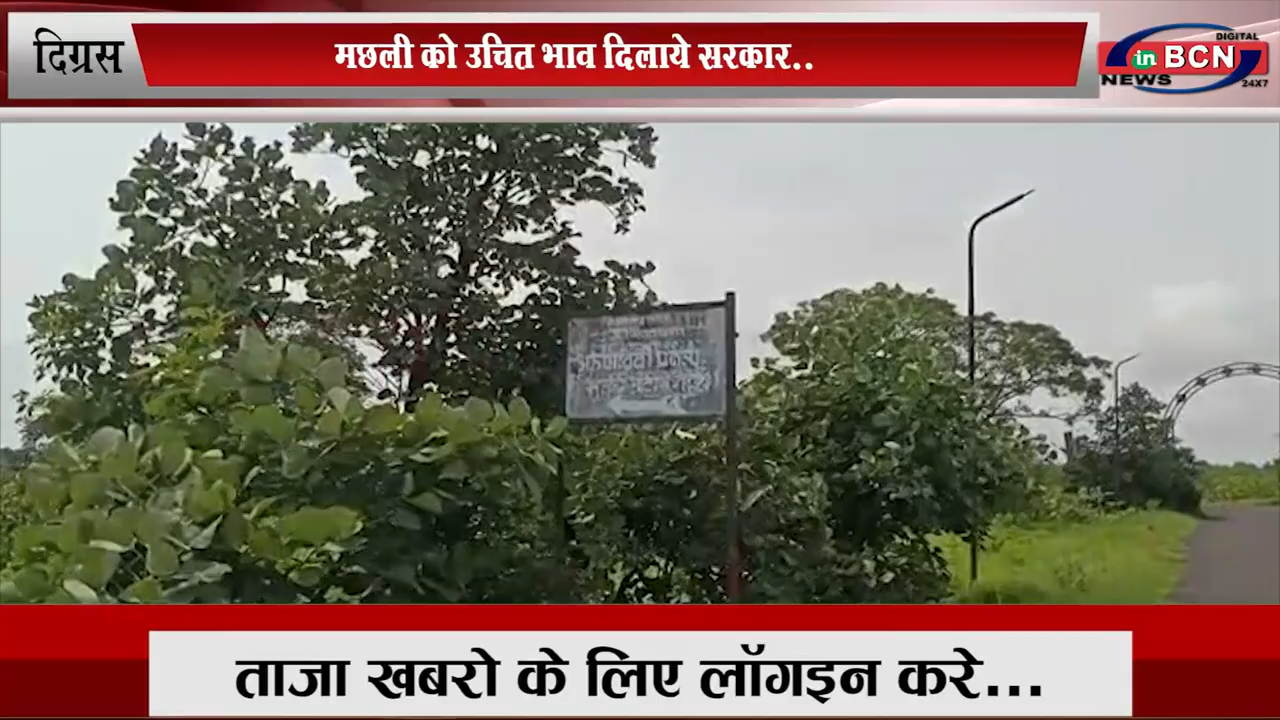 दिग्रस
मछली को उचित भाव दिलाये सरकार..
DIGITAL
in BCN
NEWS
24X7
ताजा खबरो के लिए लॉगइन करे...